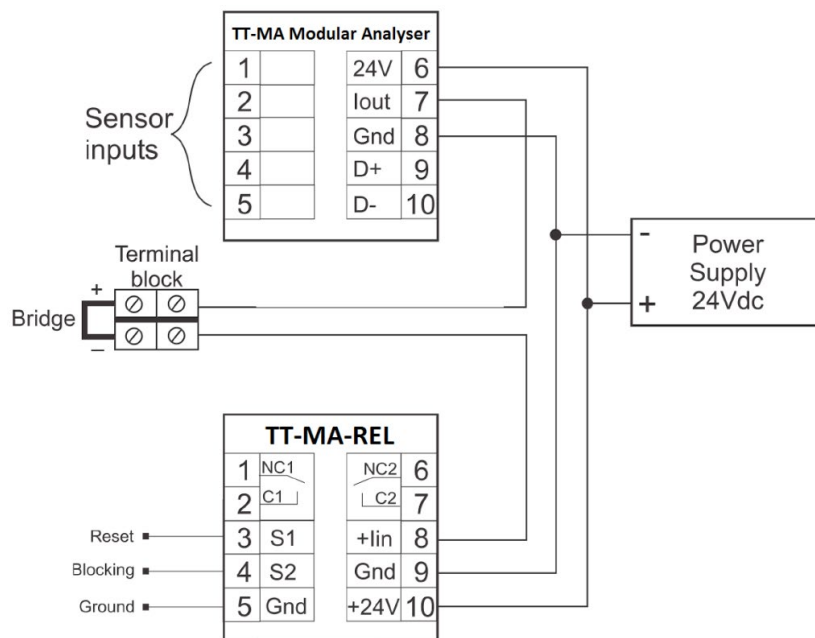 TT-MA Modular Analyser
1 24V 6
2 Iout 7
3 Gnd 8
4 D+ 9
5 D- 10
Sensor
inputs
Terminal
block
+
Bridge
–
-
+
Power
Supply
24Vdc
TT-MA-REL
1 NC1 NC2 6
2 C1 C2 7
Reset 3 S1 +Iin 8
Blocking 4 S2 Gnd 9
Ground 5 Gnd +24V 10